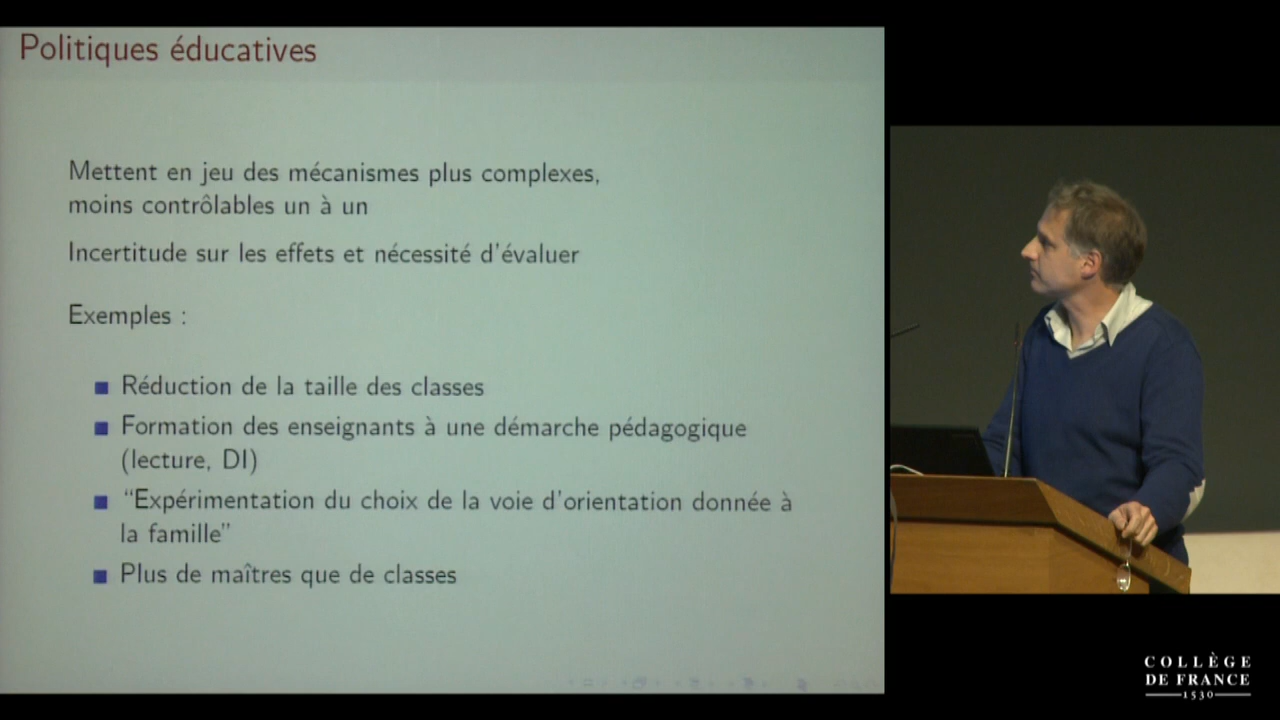 Politiques éducatives
Mettent en jeu des mécanismes plus complexes,
moins contrôlables un à un
Incertitude sur les effets et nécessité d'évaluer
Exemples :
Réduction de la taille des classes
Formation des enseignants à une démarche pédagogique
(lecture, DI)
“Expérimentation du choix de la voie d'orientation donnée à
la famille”
Plus de maîtres que de classes
COLLÈGE
DE FRANCE
1530